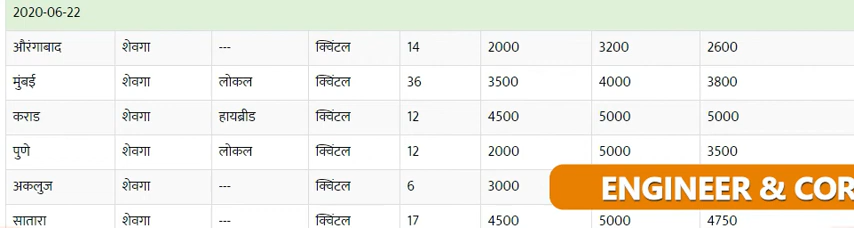 2020-06-22
औरंगाबाद शेवगा --- क्विंटल 14 2000 3200 2600
मुंबई शेवगा लोकल क्विंटल 36 3500 4000 3800
कराड शेवगा हायब्रीड क्विंटल 12 4500 5000 5000
पुणे शेवगा लोकल क्विंटल 12 2000 5000 3500
अकलुज शेवगा --- क्विंटल 6 3000
ENGINEER & COR
सातारा शेवगा --- क्विंटल 17 4500 5000 4750